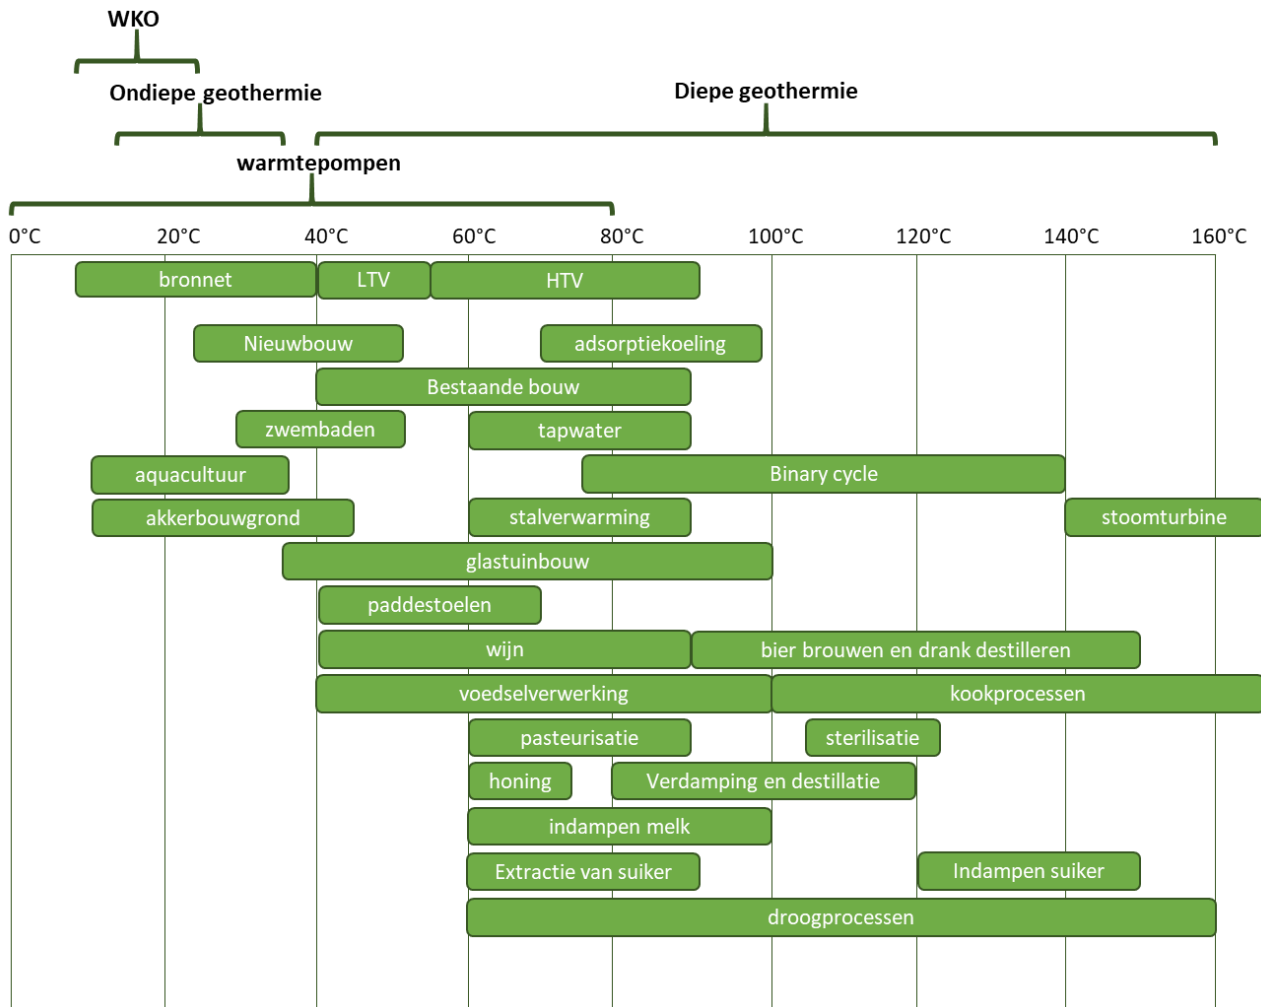 WKO
Ondiepe geothermie
Diepe geothermie
warmtepompen
0°C 20°C 40°C 60°C 80°C 100°C 120°C 140°C 160°C
bronnet LTV HTV
Nieuwbouw adsorptiekoeling
Bestaande bouw
zwembaden tapwater
aquacultuur Binary cycle
akkerbouwgrond stalverwarming stoomturbine
glastuinbouw
paddestoelen
wijn bier brouwen en drank destilleren
voedselverwerking kookprocessen
pasteurisatie sterilisatie
honing Verdamping en destillatie
indampen melk
Extractie van suiker Indampen suiker
droogprocessen